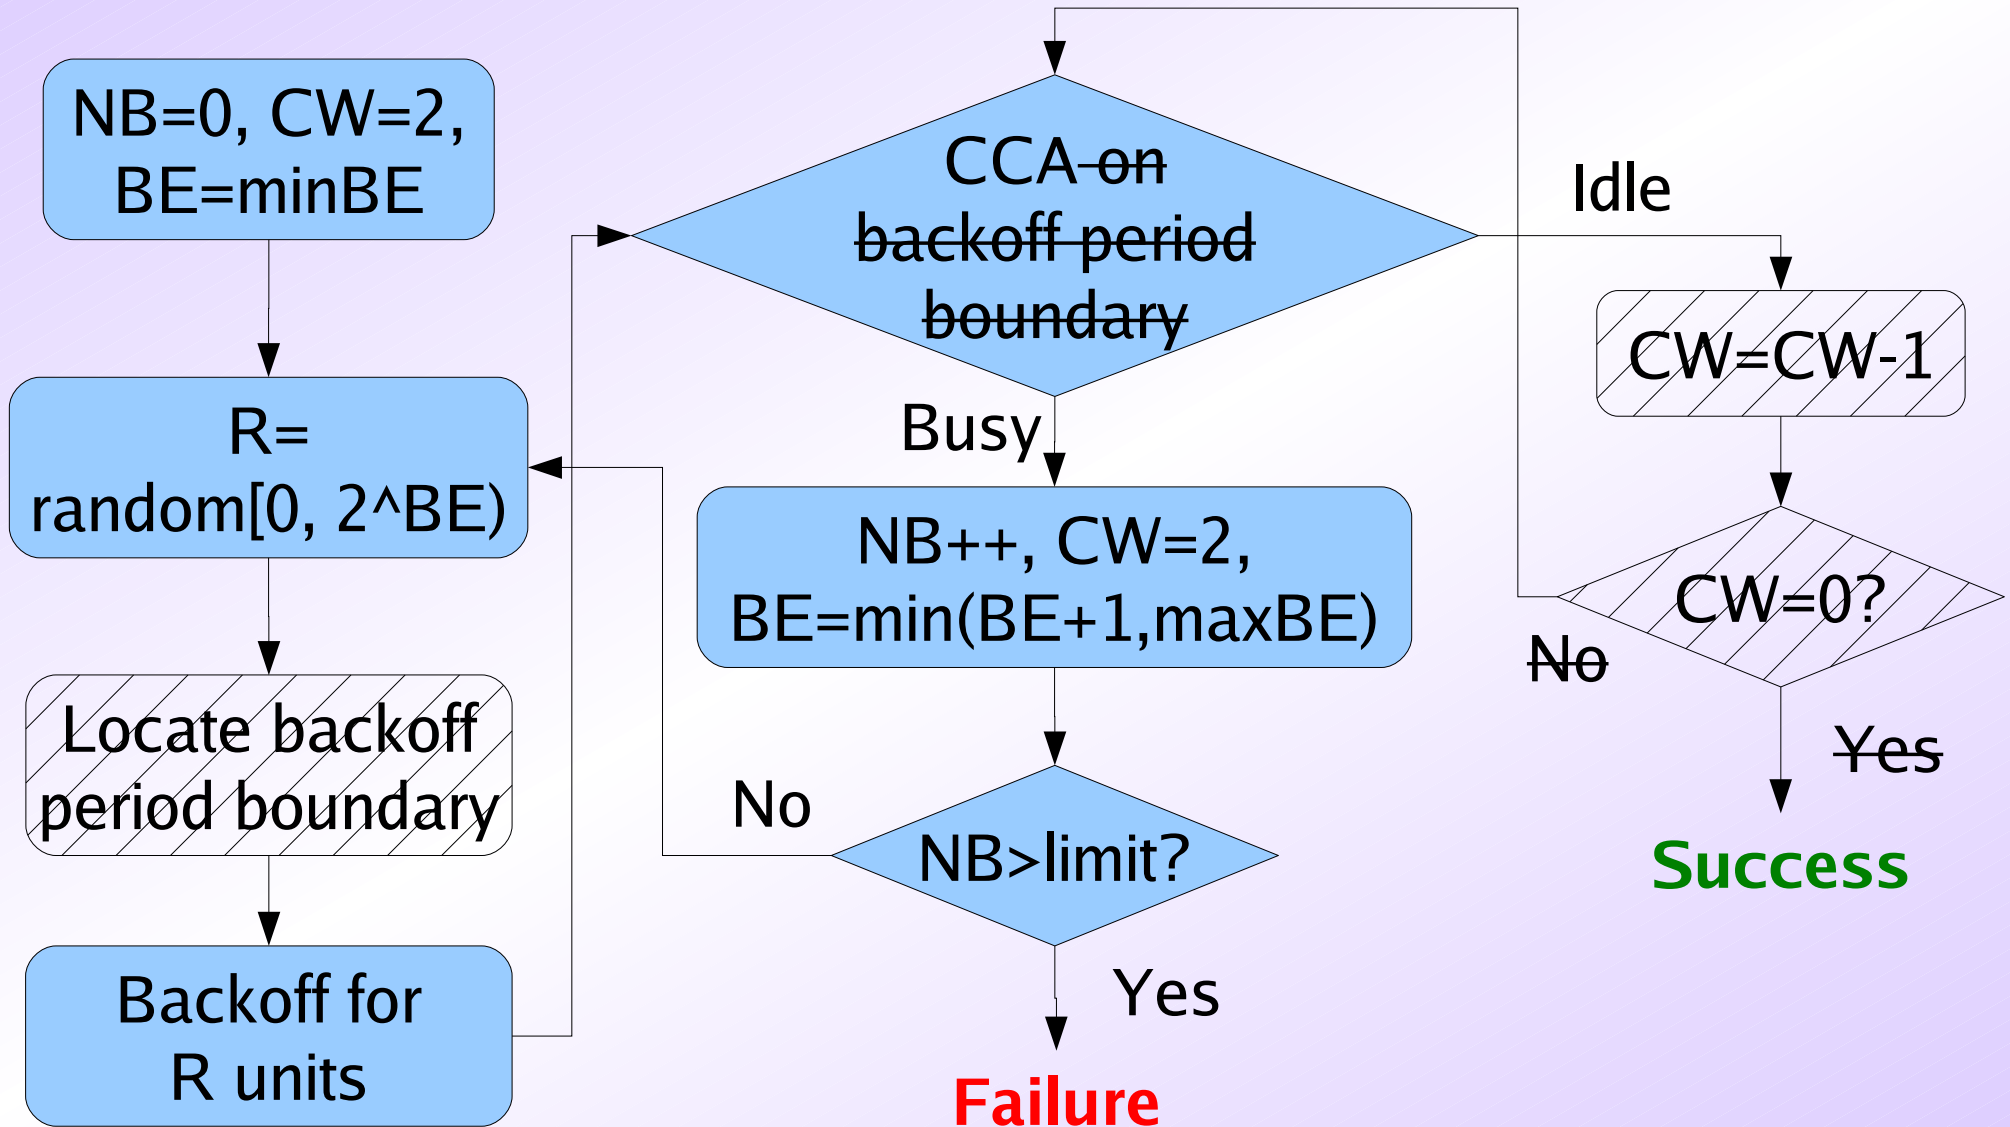 NB=0, CW=2,
BE=minBE
R=
random[0, 2^BE)
Locate backoff
period boundary
Backoff for
R units
CCA on
backoff period
boundary
Busy
NB++, CW=2,
BE=min(BE+1,maxBE)
No
NB>limit?
Yes
Failure
Idle
CW=CW-1
CW=0?
No
Yes
Success